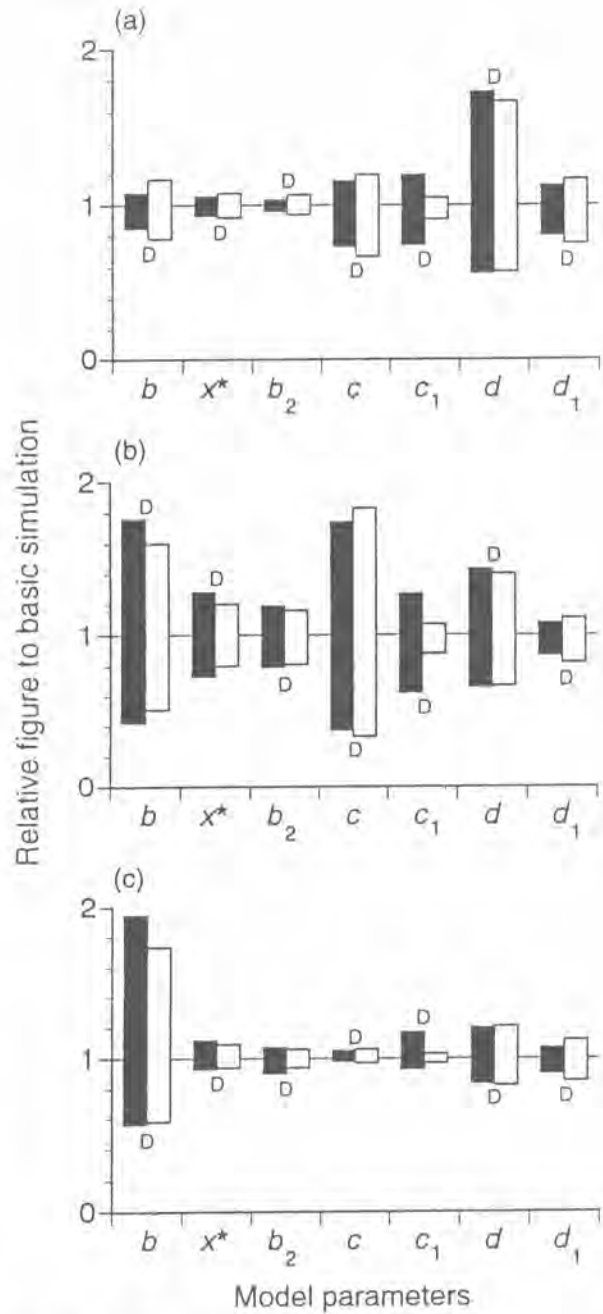 (a)
2
D
D
D
D
D
D
D
1
0
b x* b₂ c c₁ d d₁
(b)
2
D
D
D
D
D
D
D
1
0
b x* b₂ c c₁ d d₁
(c)
2
D
D
D
D
D
D
D
1
0
b x* b₂ c c₁ d d₁
Relative figure to basic simulation
Model parameters